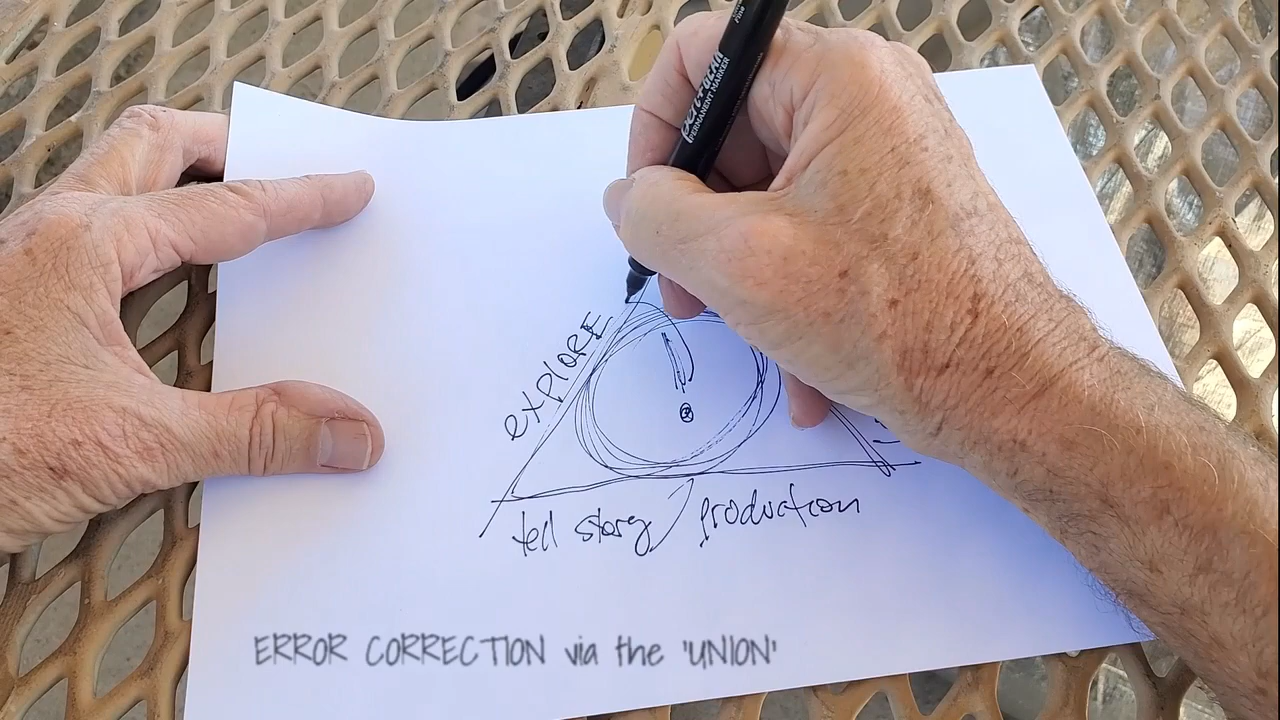 PERMANENT MARKER
explorE
tell story / production
ERROR CORRECTION via the 'UNION'